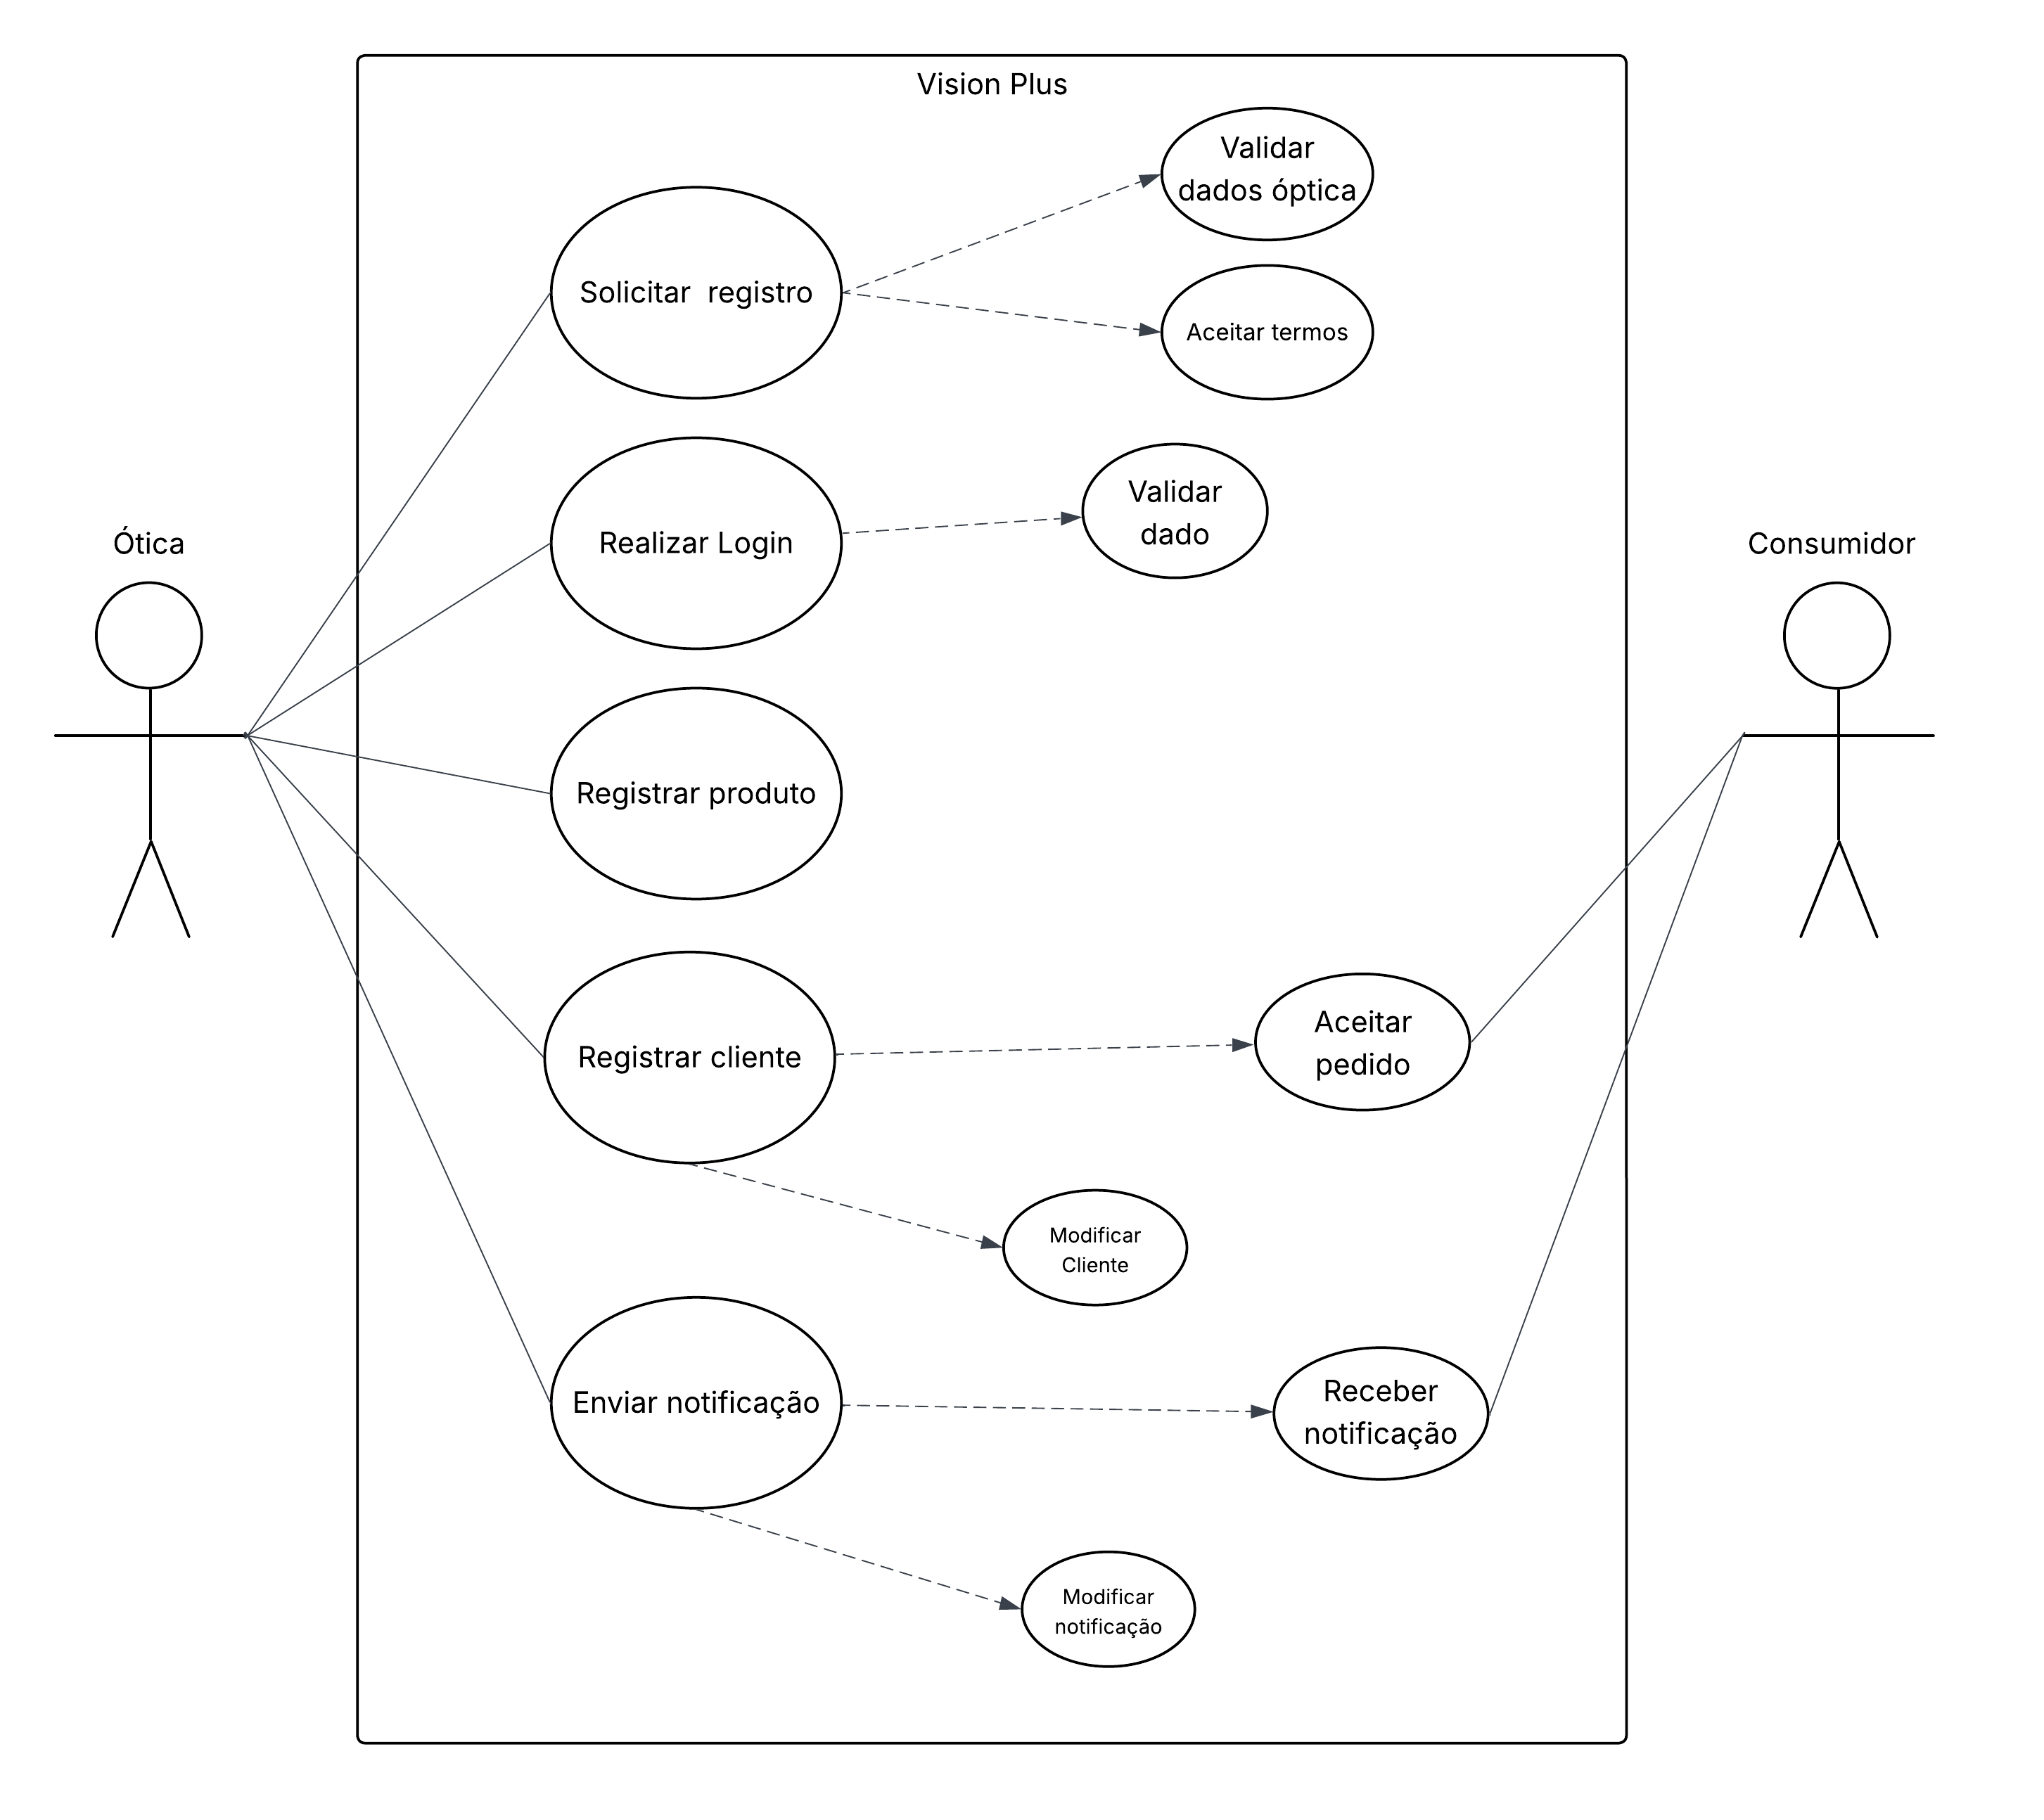 Vision Plus
Validar
dados óptica
Solicitar  registro
Aceitar termos
Validar
dado
Realizar Login
Ótica
Consumidor
Registrar produto
Aceitar
pedido
Registrar cliente
Modificar
Cliente
Enviar notificação
Receber
notificação
Modificar
notificação